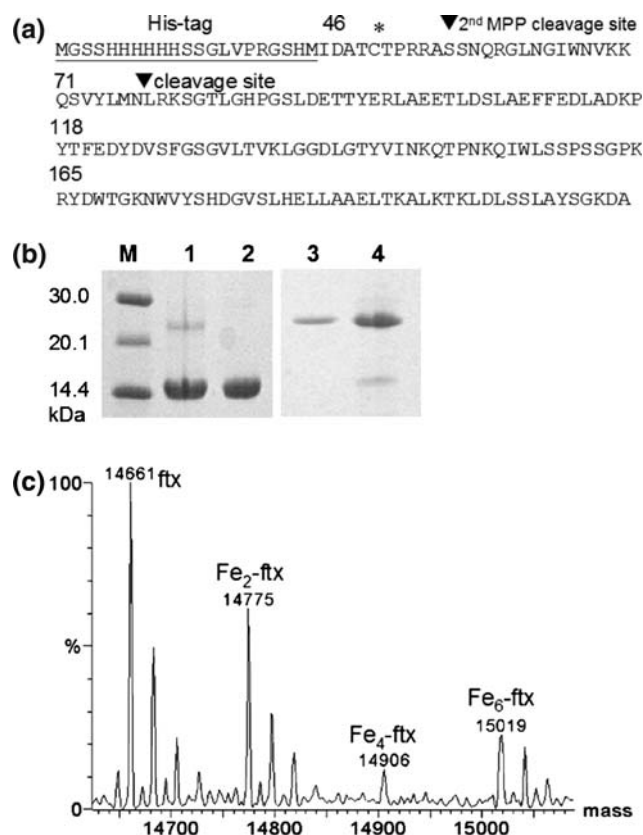 (a) His-tag 46 * ▼2nd MPP cleavage site
MGSSHHHHHHSSGLVPRGSHMIDATCTPRRASSNQRGLNGIWNVKK
71 ▼cleavage site
QSVYLMNLRKSGTLGHPGSLDETTYERLAEETLDSLAEFFEDLADKP
118
YTFEDYDVSFGSGVLTVKLGGDLGTYVINKQTPNKQIWLSSPSSGPK
165
RYDWTGKNWVYSHDGVSLHELLAAELTKALKTKLDLSSLAYSGKDA
(b) M 1 2 3 4
30.0
20.1
14.4
kDa
(c) 100
14661 ftx
Fe2-ftx
14775
%
Fe4-ftx
14906
Fe6-ftx
15019
0
14700 14800 14900 15000 mass